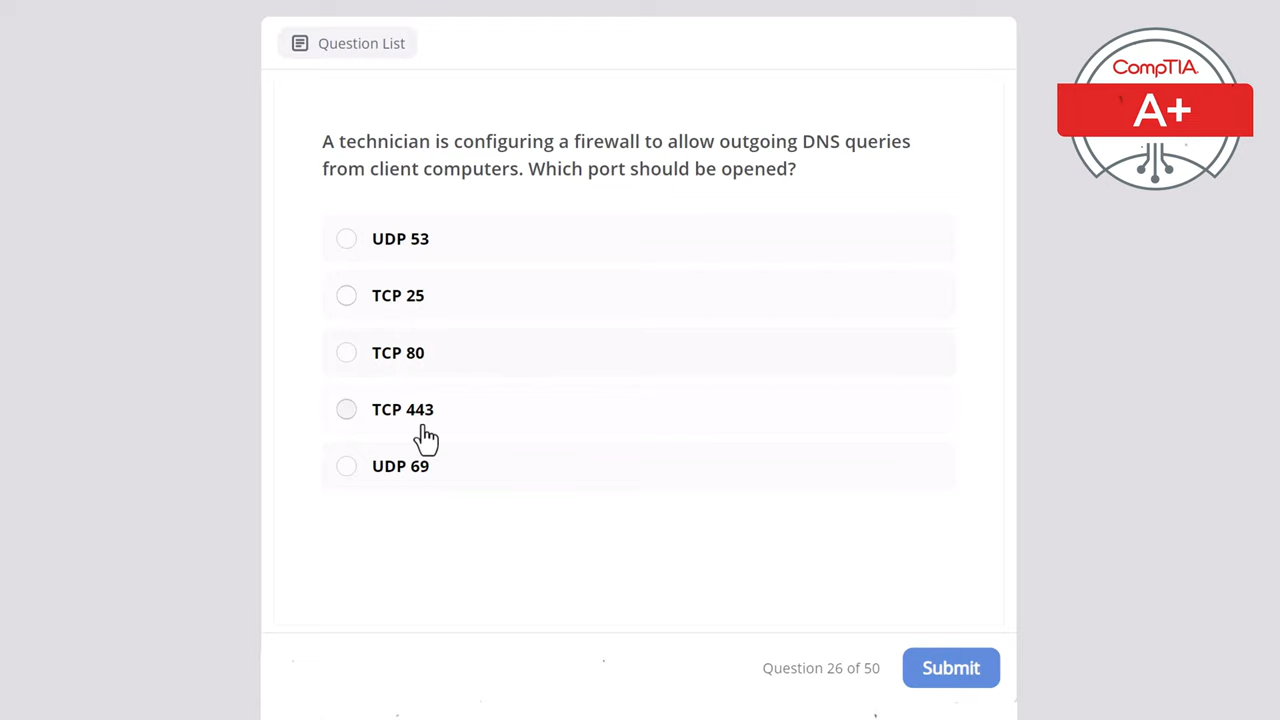 Question List
CompTIA.
A+
A technician is configuring a firewall to allow outgoing DNS queries
from client computers. Which port should be opened?
UDP 53
TCP 25
TCP 80
TCP 443
UDP 69
Question 26 of 50
Submit